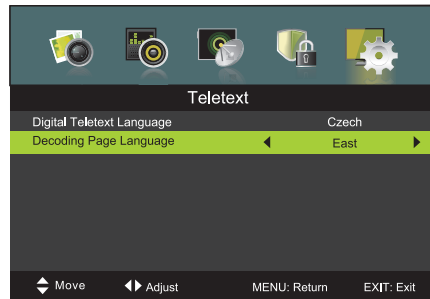 Teletext
Digital Teletext Language Czech
Decoding Page Language East
Move Adjust MENU: Return EXIT: Exit